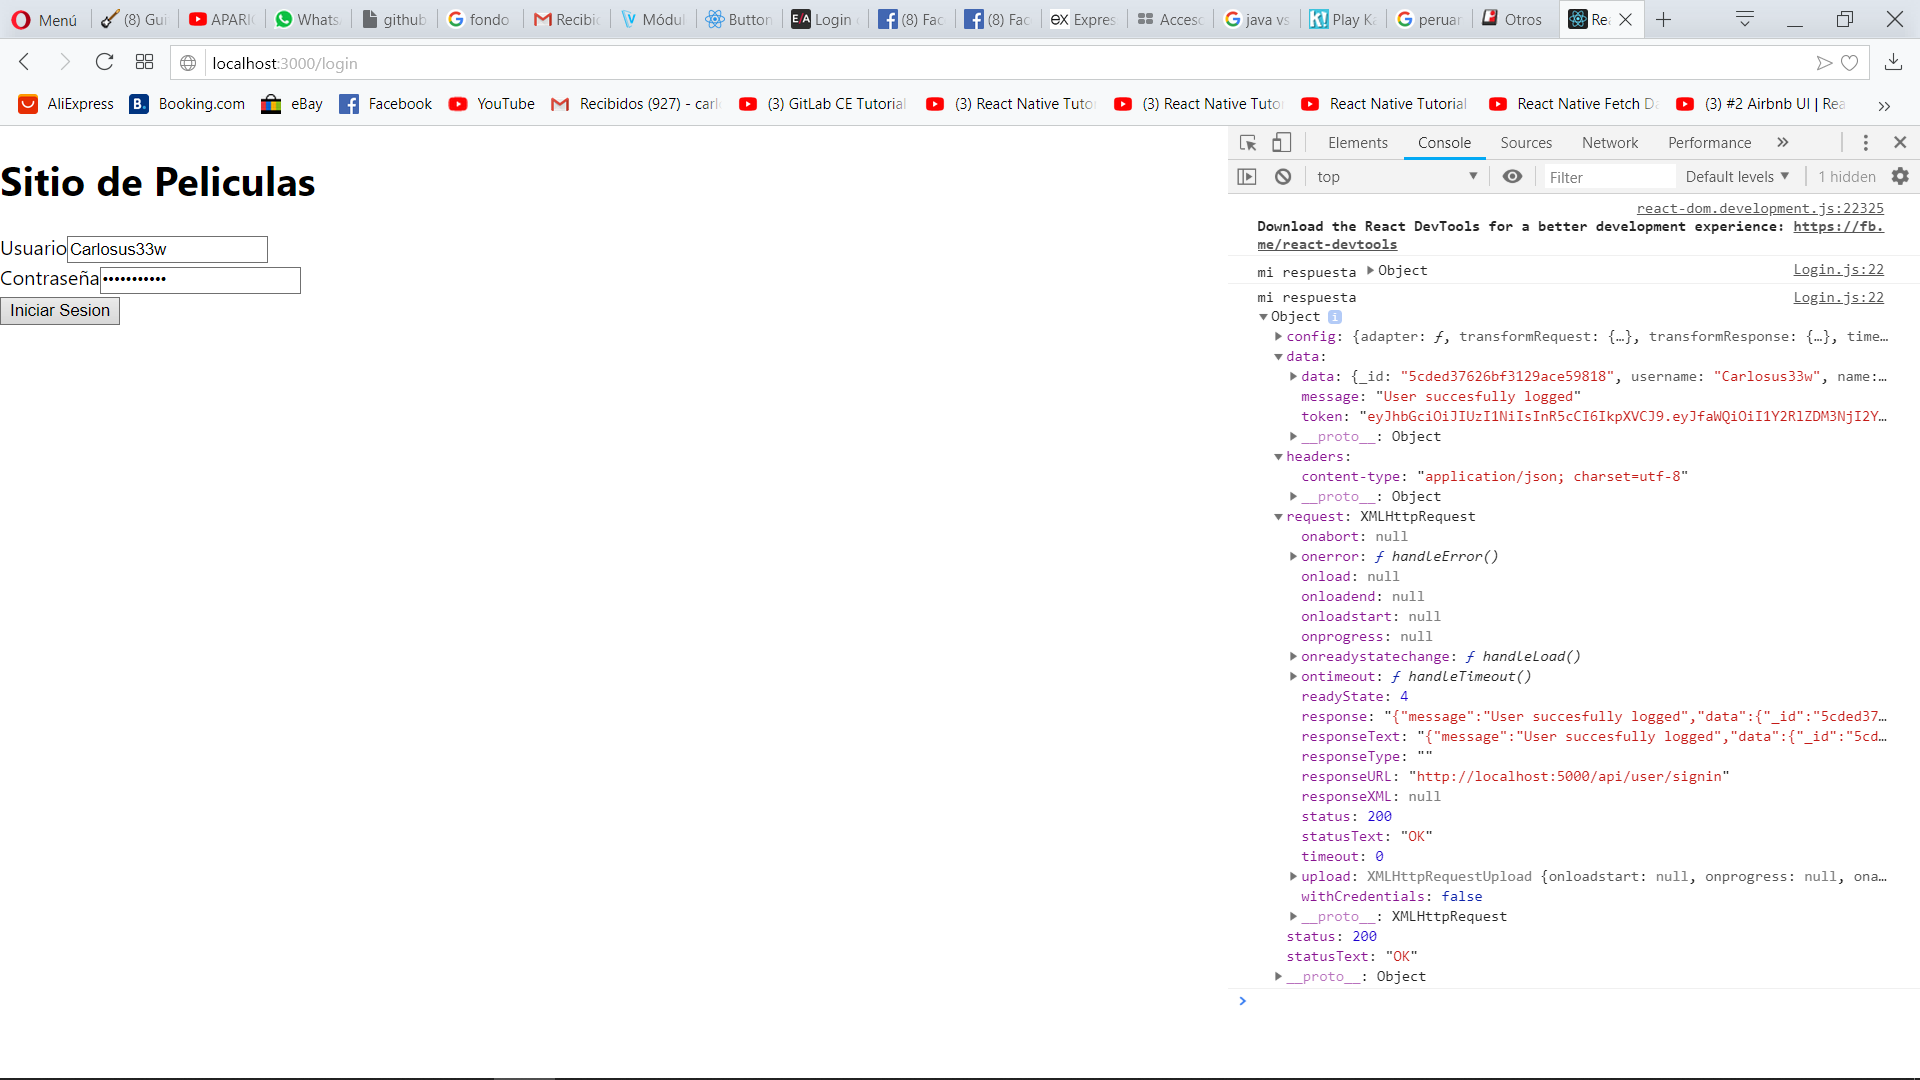 Menú (8) Gui APARIC Whats github fondo Recibic Módul Button Login (8) Fac (8) Fac Expres Acceso java vs Play Ka peruan Otros Rea
localhost:3000/login
AliExpress Booking.com eBay Facebook YouTube Recibidos (927) - carl (3) GitLab CE Tutorial (3) React Native Tutor (3) React Native Tutor React Native Tutorial React Native Fetch Da (3) #2 Airbnb UI | Rea »
Elements Console Sources Network Performance »
top Filter Default levels 1 hidden
Sitio de Peliculas
Usuario Carlosus33w
Contraseña •••••••••••
Iniciar Sesion
react-dom.development.js:22325
Download the React DevTools for a better development experience: https://fb.
me/react-devtools
mi respuesta Object Login.js:22
mi respuesta Login.js:22
Object i
config: {adapter: ƒ, transformRequest: {…}, transformResponse: {…}, time…
data:
data: {_id: "5cded37626bf3129ace59818", username: "Carlosus33w", name:…
message: "User succesfully logged"
token: "eyJhbGciOiJIUzI1NiIsInR5cCI6IkpXVCJ9.eyJfaWQiOiI1Y2RlZDM3NjI2Y…
__proto__: Object
headers:
content-type: "application/json; charset=utf-8"
__proto__: Object
request: XMLHttpRequest
onabort: null
onerror: ƒ handleError()
onload: null
onloadend: null
onloadstart: null
onprogress: null
onreadystatechange: ƒ handleLoad()
ontimeout: ƒ handleTimeout()
readyState: 4
response: "{"message":"User succesfully logged","data":{"_id":"5cded37…
responseText: "{"message":"User succesfully logged","data":{"_id":"5cd…
responseType: ""
responseURL: "http://localhost:5000/api/user/signin"
responseXML: null
status: 200
statusText: "OK"
timeout: 0
upload: XMLHttpRequestUpload {onloadstart: null, onprogress: null, ona…
withCredentials: false
__proto__: XMLHttpRequest
status: 200
statusText: "OK"
__proto__: Object